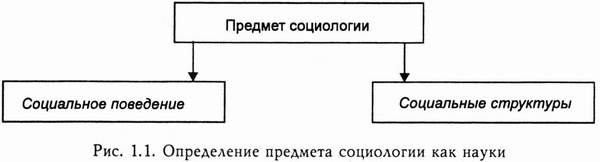 Предмет социологии
Социальное поведение
Социальные структуры
Рис. 1.1. Определение предмета социологии как науки